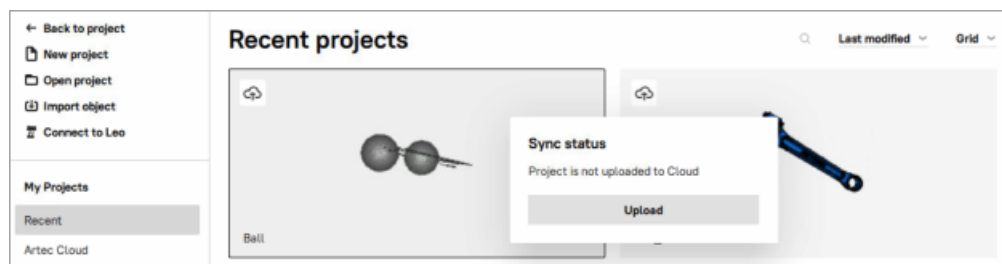 Back to project
New project
Open project
Import object
Connect to Leo
My Projects
Recent
Artec Cloud
Recent projects
Last modified
Grid
Sync status
Project is not uploaded to Cloud
Upload
Ball